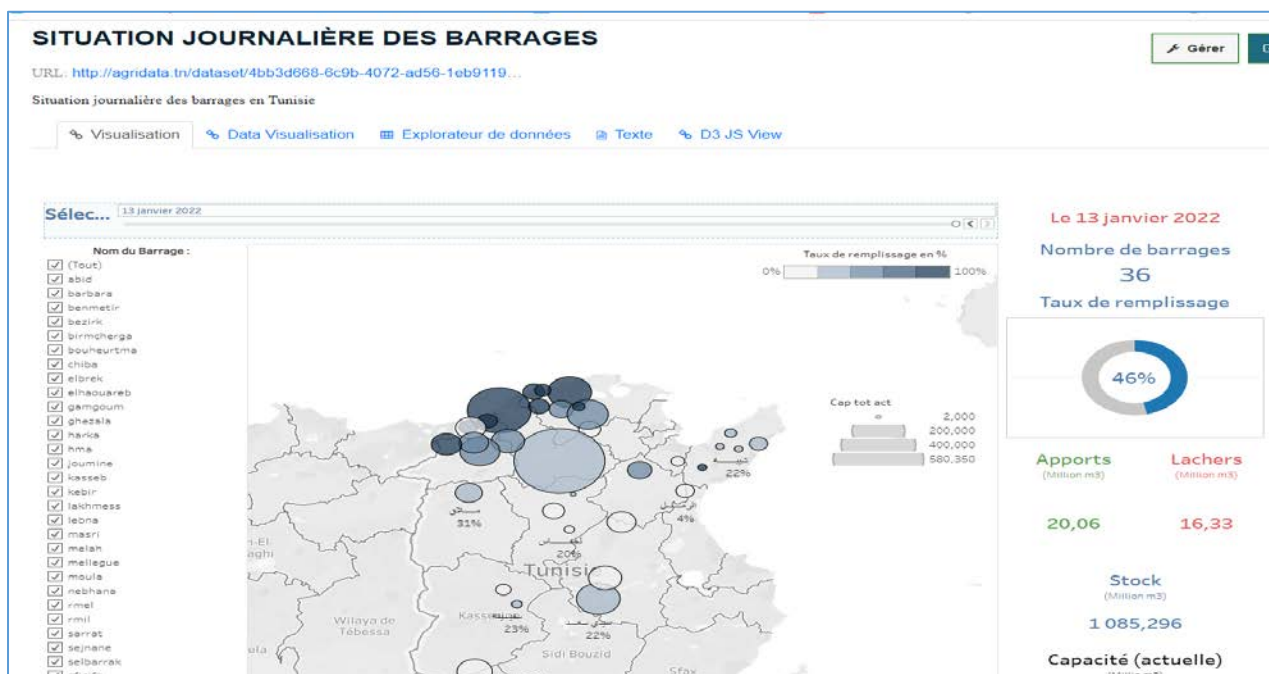 SITUATION JOURNALIÈRE DES BARRAGES
Gérer
URL: http://agridata.tn/dataset/4bb3d668-6c9b-4072-ad56-1eb9119...
Situation journalière des barrages en Tunisie
Visualisation
Data Visualisation
Explorateur de données
Texte
D3 JS View
Sélec...
13 janvier 2022
Nom du Barrage :
(Tout)
abid
barbara
benmetir
bezirk
birmcherga
bouheurtma
chiba
elbrek
elhaouareb
gamgoum
ghezala
harka
hma
joumine
kasseb
kebir
lakhmess
lebna
masri
melah
mellegue
moula
nebhana
rmel
rmil
sarrat
sejnane
selbarrak
Taux de remplissage en %
0%
100%
Cap tot act
2,000
200,000
400,000
580,350
22%
31%
4%
20%
Tunisi
Wilaya de
Tébessa
23%
22%
Sidi Bouzid
Sfax
Le 13 janvier 2022
Nombre de barrages
36
Taux de remplissage
46%
Apports
(Million m3)
Lachers
(Million m3)
20,06
16,33
Stock
(Million m3)
1 085,296
Capacité (actuelle)